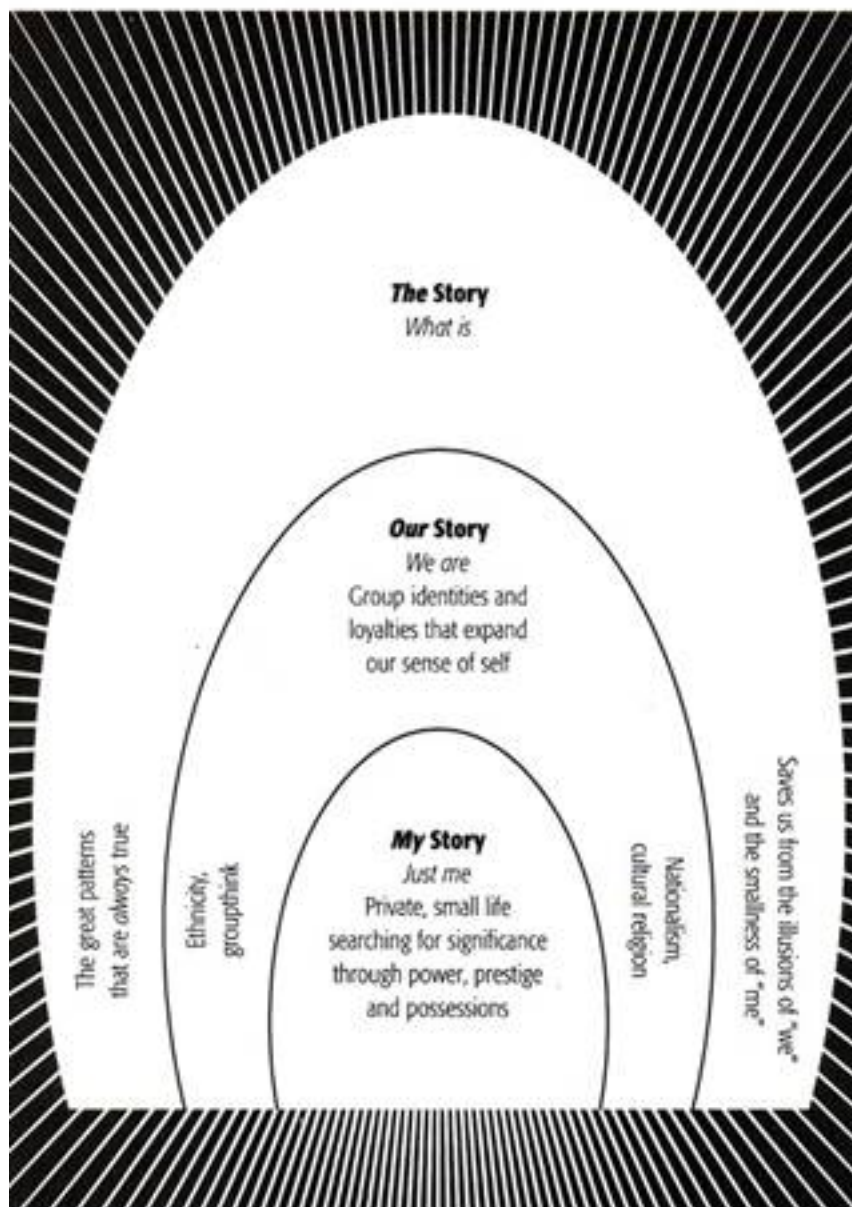 The Story
What is
Our Story
We are
Group identities and
loyalties that expand
our sense of self
My Story
Just me
Private, small life
searching for significance
through power, prestige
and possessions
The great patterns
that are always true
Ethnicity,
groupthink
Nationalism,
cultural religion
Saves us from the illusions of "we"
and the smallness of "me"